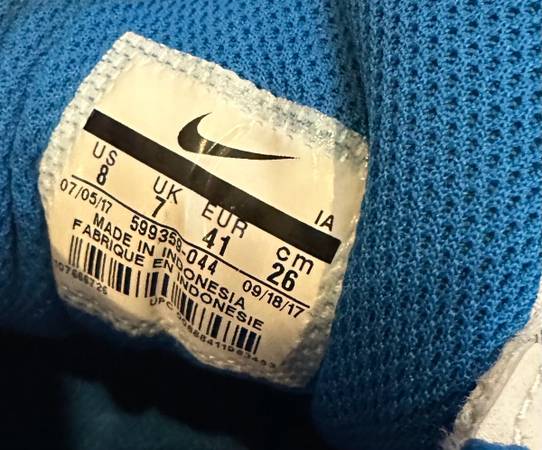 IA
US UK EUR cm
8 7 41 26
07/05/17 09/18/17
599359-044
MADE IN INDONESIA
FABRIQUE EN INDONESIE
UPC